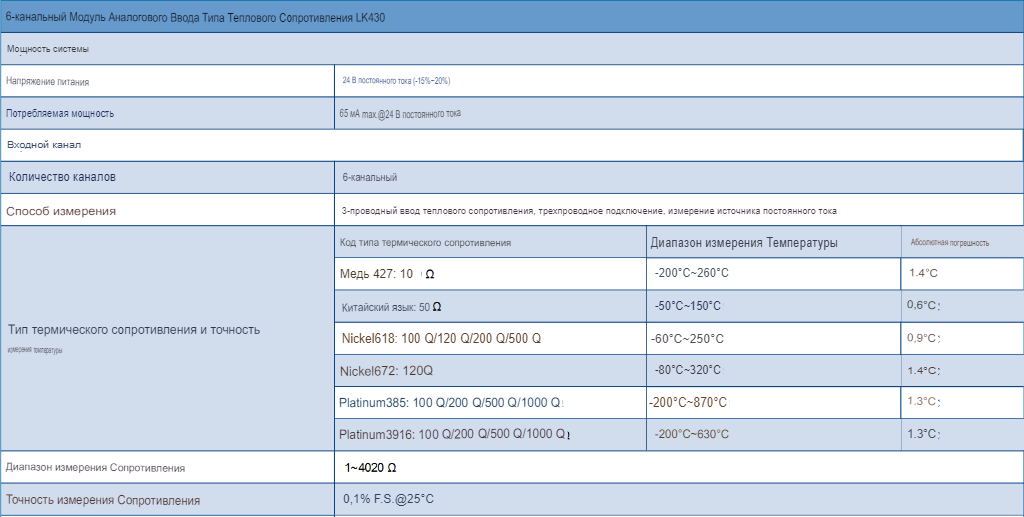 6-канальный Модуль Аналогового Ввода Типа Теплового Сопротивления LK430
Мощность системы
Напряжение питания
24 В постоянного тока (-15%~20%)
Потребляемая мощность
65 мА max.@24 В постоянного тока
Входной канал
Количество каналов
6-канальный
Способ измерения
3-проводный ввод теплового сопротивления, трехпроводное подключение, измерение источника постоянного тока
Тип термического сопротивления и точность
измерения температуры
Код типа термического сопротивления
Диапазон измерения Температуры
Абсолютная погрешность
Медь 427: 10 Ω
-200°C~260°C
1.4°C
Китайский язык: 50 Ω
-50°C~150°C
0,6°C;
Nickel618: 100 Q/120 Q/200 Q/500 Q
-60°C~250°C
0,9°C;
Nickel672: 120Q
-80°C~320°C
1.4°C;
Platinum385: 100 Q/200 Q/500 Q/1000 Q!
-200°C~870°C
1.3°C;
Platinum3916: 100 Q/200 Q/500 Q/1000 Q!
-200°C~630°C
1.3°C;
Диапазон измерения Сопротивления
1~4020 Ω
Точность измерения Сопротивления
0,1% F.S.@25°C